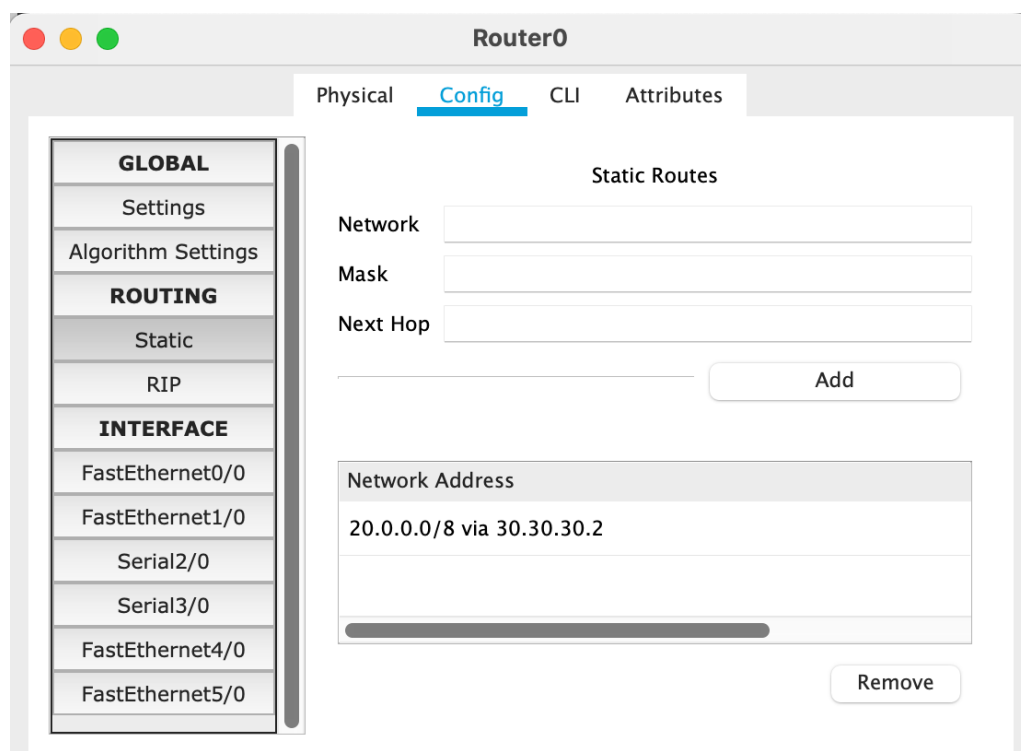 Router0
Physical Config CLI Attributes
GLOBAL
Settings
Algorithm Settings
ROUTING
Static
RIP
INTERFACE
FastEthernet0/0
FastEthernet1/0
Serial2/0
Serial3/0
FastEthernet4/0
FastEthernet5/0
Static Routes
Network
Mask
Next Hop
Add
Network Address
20.0.0.0/8 via 30.30.30.2
Remove